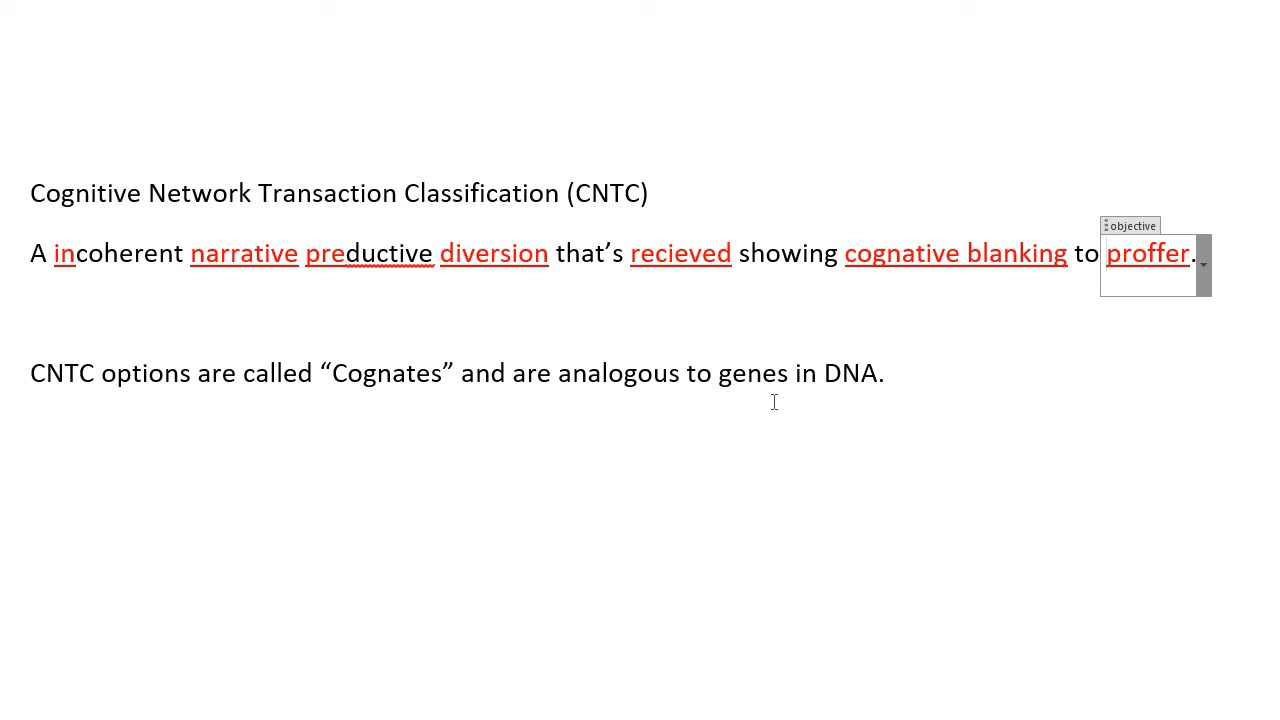 Cognitive Network Transaction Classification (CNTC)
objective
A incoherent narrative preductive diversion that’s recieved showing cognative blanking to proffer.
CNTC options are called “Cognates” and are analogous to genes in DNA.